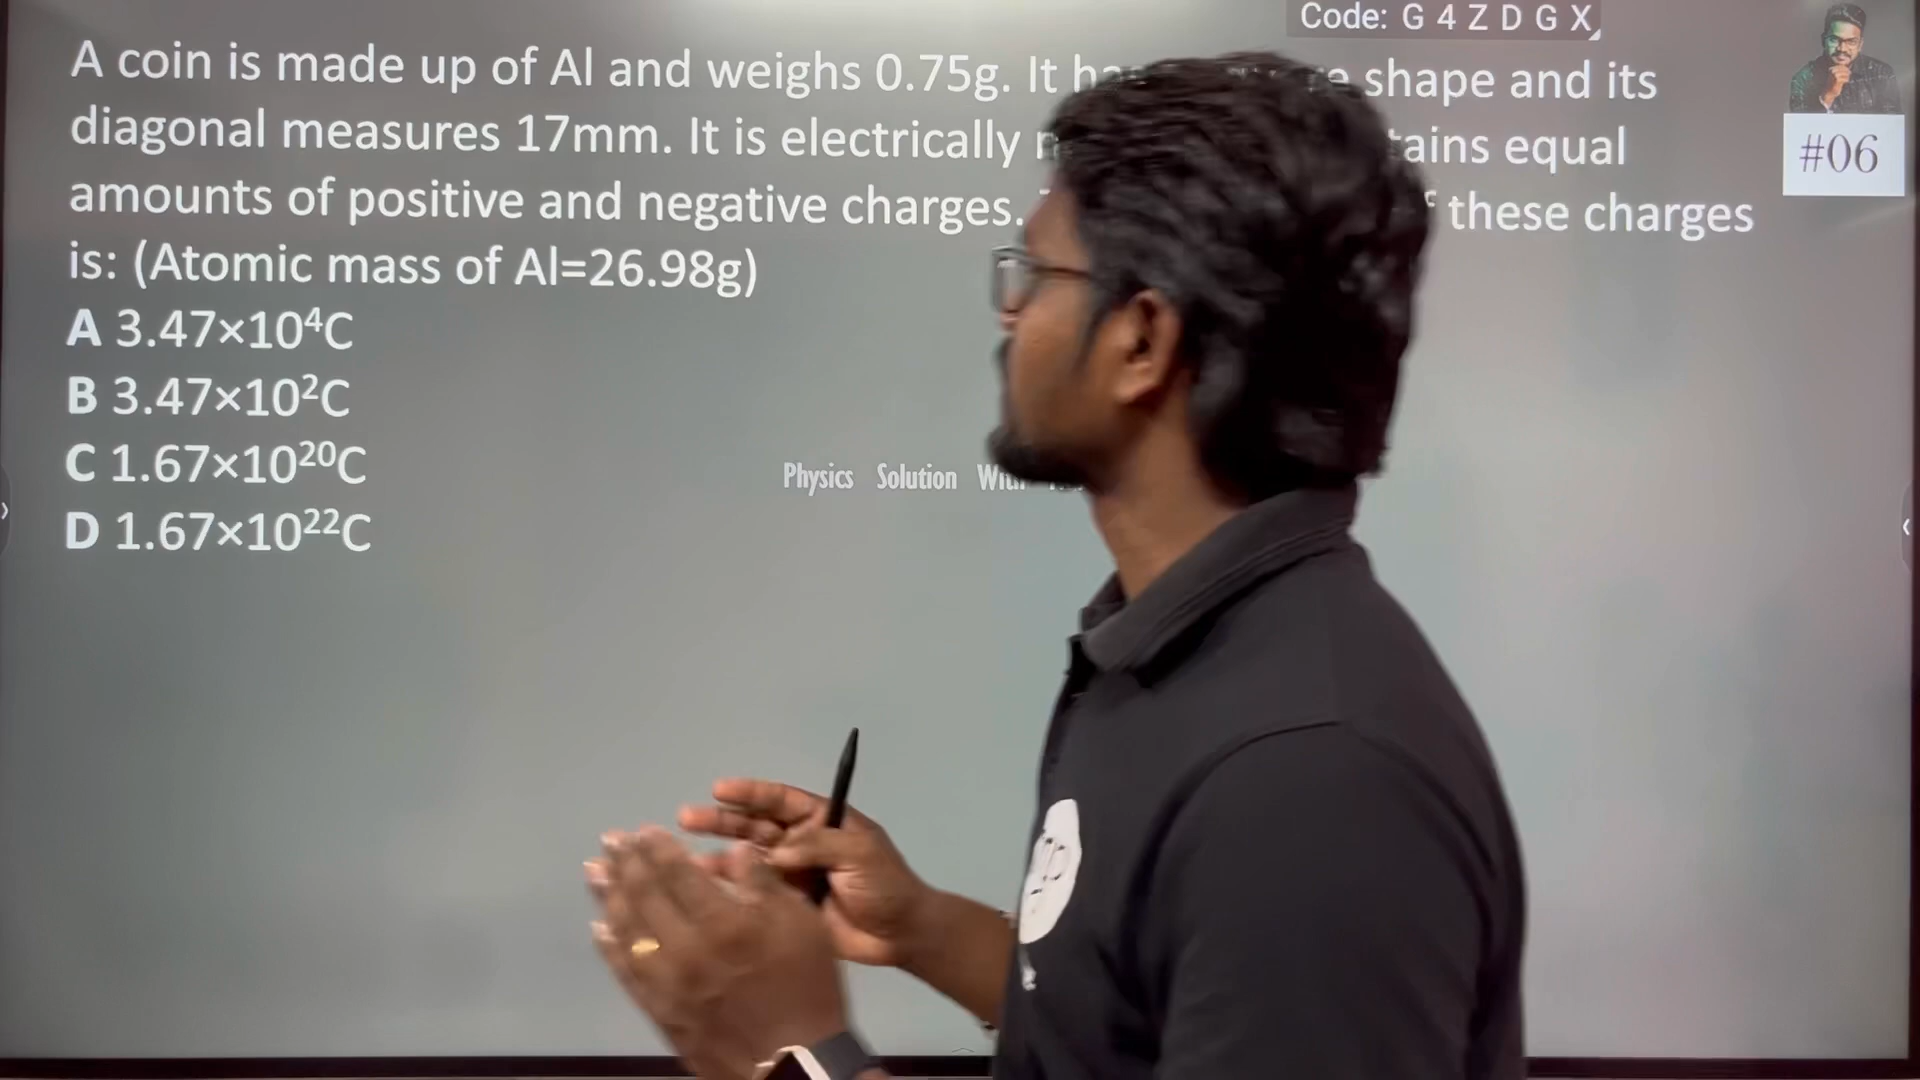 Code: G 4 Z D G X
A coin is made up of Al and weighs 0.75g. It shape and its
diagonal measures 17mm. It is electrically equal
amounts of positive and negative charges. these charges
is: (Atomic mass of Al=26.98g)
A 3.47×10⁴C
B 3.47×10²C
C 1.67×10²⁰C
D 1.67×10²²C
#06
Physics Solution